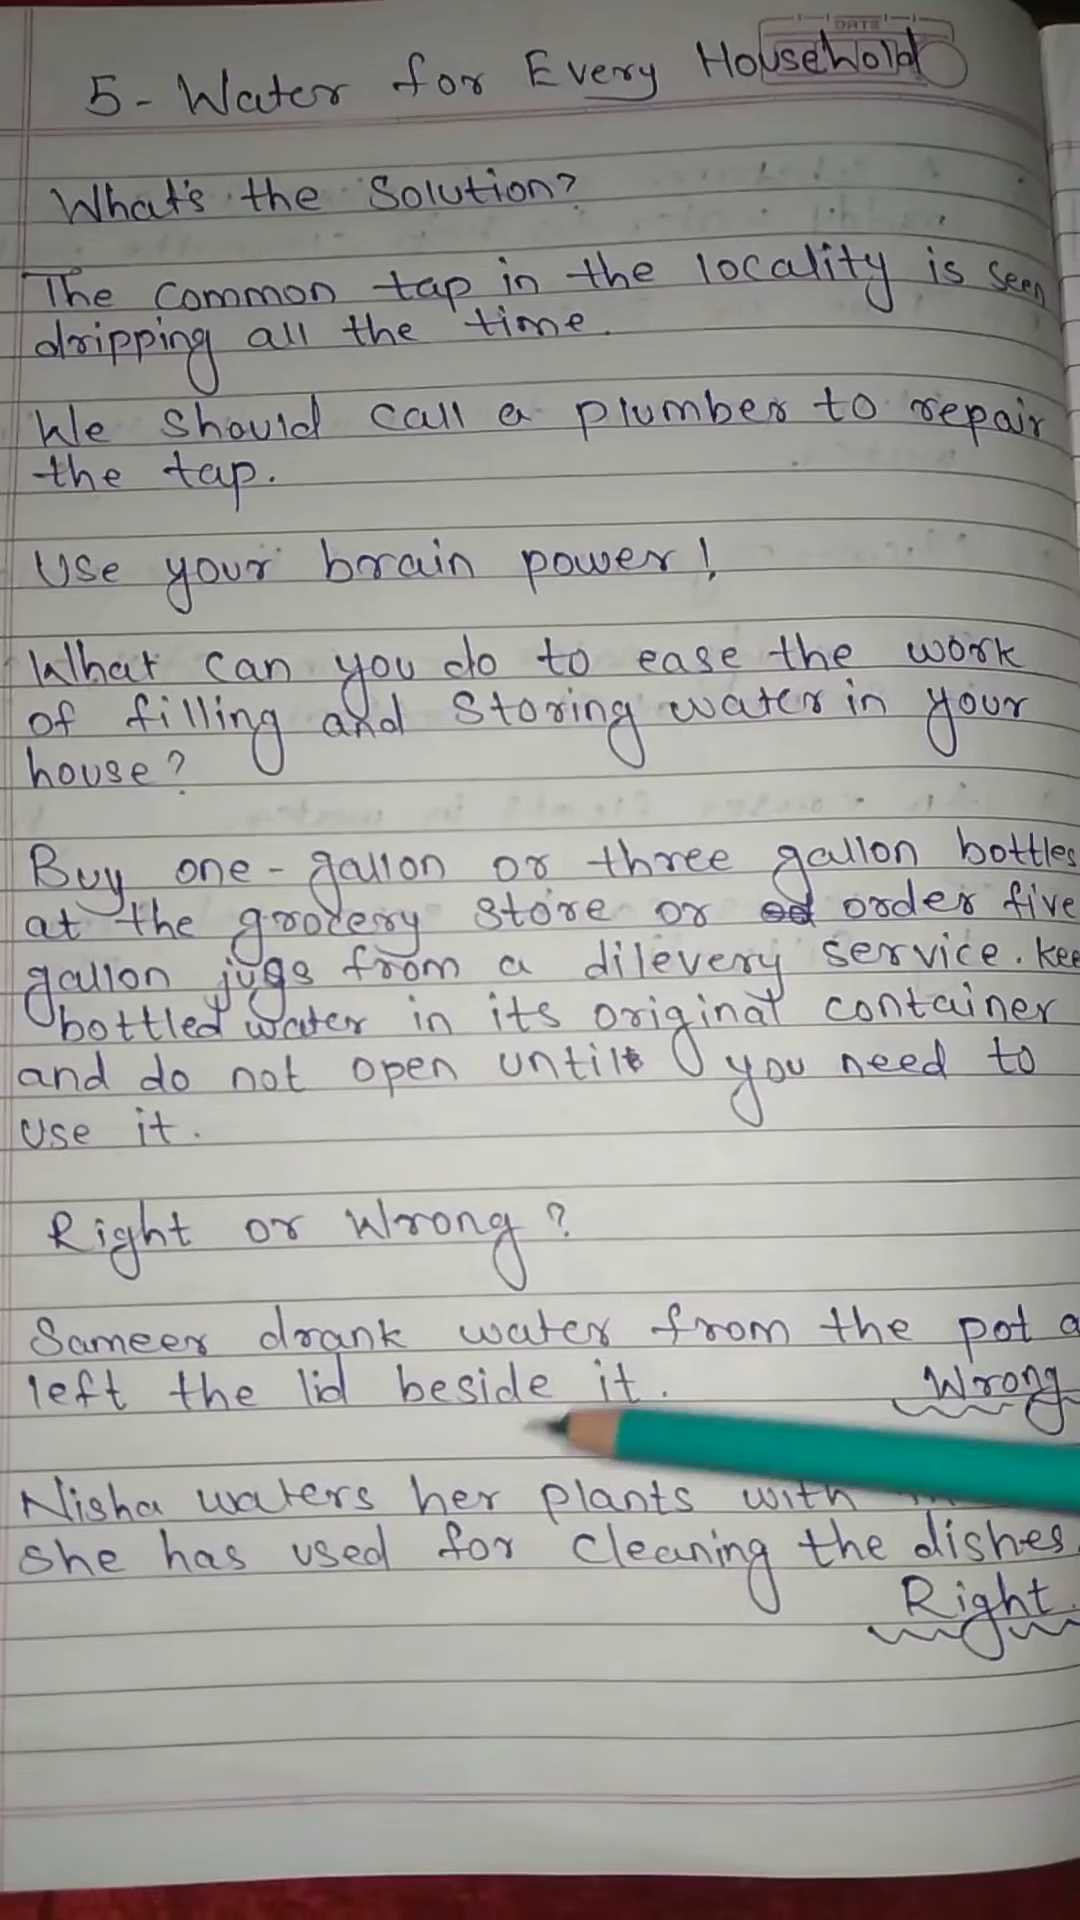 DATE
5- Water for Every Household
What's the Solution?
The common tap in the locality is seen
dripping all the time.
We should call a plumber to repair
the tap.
Use your brain power!
What can you do to ease the work
of filling and storing water in your
house?
Buy one-gallon or three gallon bottles
at the grocery store or order five
gallon jugs from a dilevery service. Kee
bottled water in its original container
and do not open until you need to
use it.
Right or Wrong?
Sameer drank water from the pot a
left the lid beside it.
Wrong
Nisha waters her plants with
she has used for cleaning the dishes.
Right.